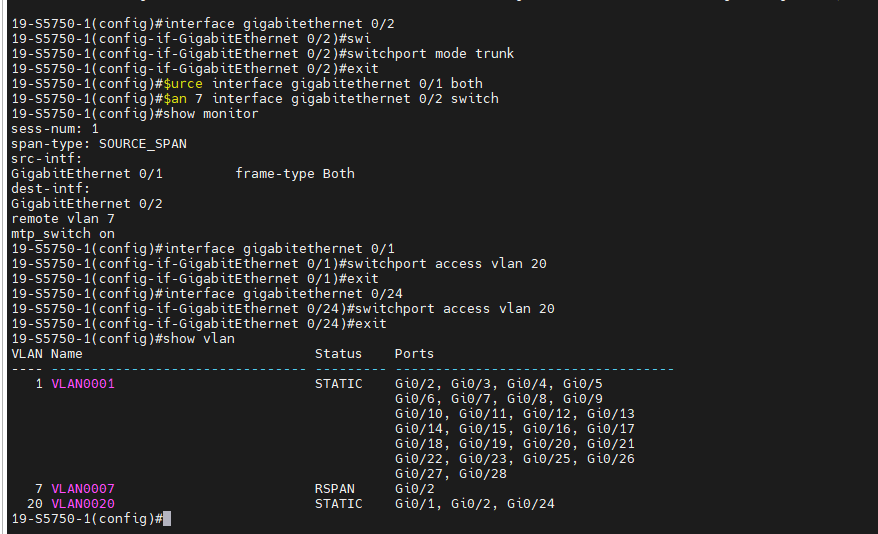 19-S5750-1(config)#interface gigabitethernet 0/2
19-S5750-1(config-if-GigabitEthernet 0/2)#swi
19-S5750-1(config-if-GigabitEthernet 0/2)#switchport mode trunk
19-S5750-1(config-if-GigabitEthernet 0/2)#exit
19-S5750-1(config)#$urce interface gigabitethernet 0/1 both
19-S5750-1(config)#$an 7 interface gigabitethernet 0/2 switch
19-S5750-1(config)#show monitor
sess-num: 1
span-type: SOURCE_SPAN
src-intf:
GigabitEthernet 0/1         frame-type Both
dest-intf:
GigabitEthernet 0/2
remote vlan 7
mtp_switch on
19-S5750-1(config)#interface gigabitethernet 0/1
19-S5750-1(config-if-GigabitEthernet 0/1)#switchport access vlan 20
19-S5750-1(config-if-GigabitEthernet 0/1)#exit
19-S5750-1(config)#interface gigabitethernet 0/24
19-S5750-1(config-if-GigabitEthernet 0/24)#switchport access vlan 20
19-S5750-1(config-if-GigabitEthernet 0/24)#exit
19-S5750-1(config)#show vlan
VLAN Name                             Status    Ports
---- -------------------------------- --------- -----------------------------------
   1 VLAN0001                         STATIC    Gi0/2, Gi0/3, Gi0/4, Gi0/5
                                                Gi0/6, Gi0/7, Gi0/8, Gi0/9
                                                Gi0/10, Gi0/11, Gi0/12, Gi0/13
                                                Gi0/14, Gi0/15, Gi0/16, Gi0/17
                                                Gi0/18, Gi0/19, Gi0/20, Gi0/21
                                                Gi0/22, Gi0/23, Gi0/25, Gi0/26
                                                Gi0/27, Gi0/28
   7 VLAN0007                         RSPAN     Gi0/2
  20 VLAN0020                         STATIC    Gi0/1, Gi0/2, Gi0/24
19-S5750-1(config)#